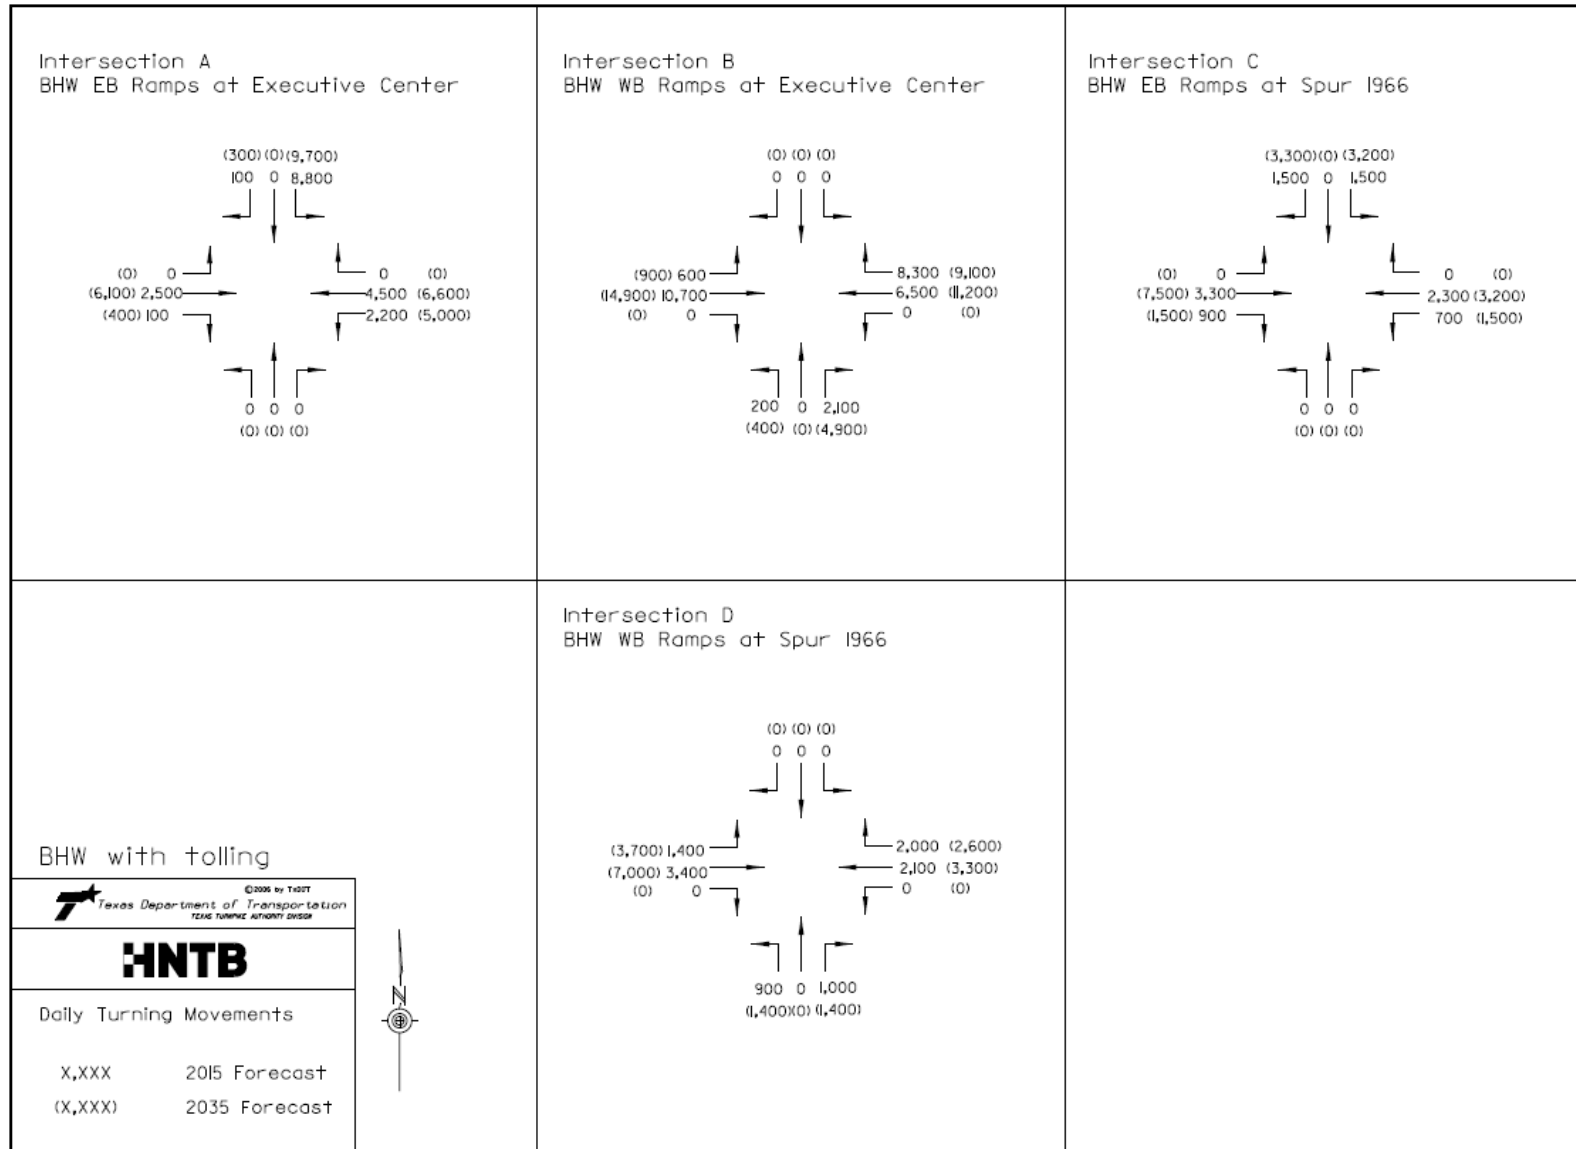 Intersection A
BHW EB Ramps at Executive Center
(300) (0) (9,700)
100 0 8,800
(0) 0
(6,100) 2,500
(400) 100
0 (0)
4,500 (6,600)
2,200 (5,000)
0 0 0
(0) (0) (0)
Intersection B
BHW WB Ramps at Executive Center
(0) (0) (0)
0 0 0
(900) 600
(14,900) 10,700
(0) 0
8,300 (9,100)
6,500 (11,200)
0 (0)
200 0 2,100
(400) (0) (4,900)
Intersection C
BHW EB Ramps at Spur 1966
(3,300) (0) (3,200)
1,500 0 1,500
(0) 0
(7,500) 3,300
(1,500) 900
0 (0)
2,300 (3,200)
700 (1,500)
0 0 0
(0) (0) (0)
Intersection D
BHW WB Ramps at Spur 1966
(0) (0) (0)
0 0 0
(3,700) 1,400
(7,000) 3,400
(0) 0
2,000 (2,600)
2,100 (3,300)
0 (0)
900 0 1,000
(1,400) (0) (1,400)
BHW with tolling
Texas Department of Transportation
TEXAS TURNPIKE AUTHORITY DIVISION
HNTB
Daily Turning Movements
X,XXX 2015 Forecast
(X,XXX) 2035 Forecast
N